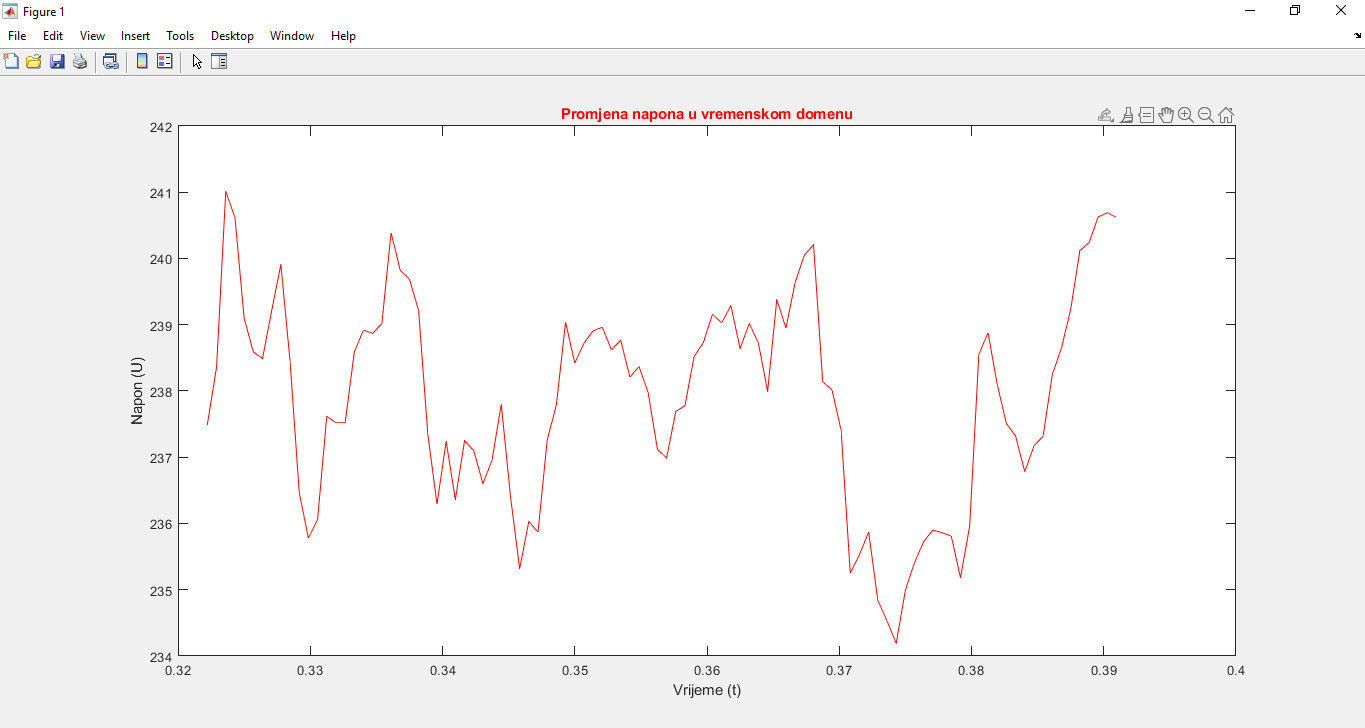 Figure 1
File Edit View Insert Tools Desktop Window Help
Promjena napona u vremenskom domenu
242
241
240
239
238
237
236
235
234
Napon (U)
0.32 0.33 0.34 0.35 0.36 0.37 0.38 0.39 0.4
Vrijeme (t)